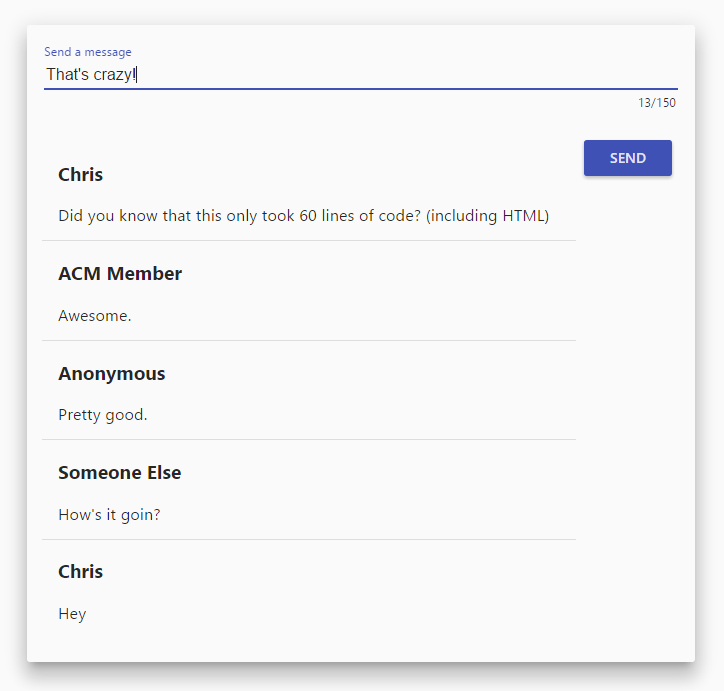 Send a message
That's crazy!
13/150
SEND
Chris
Did you know that this only took 60 lines of code? (including HTML)
ACM Member
Awesome.
Anonymous
Pretty good.
Someone Else
How's it goin?
Chris
Hey